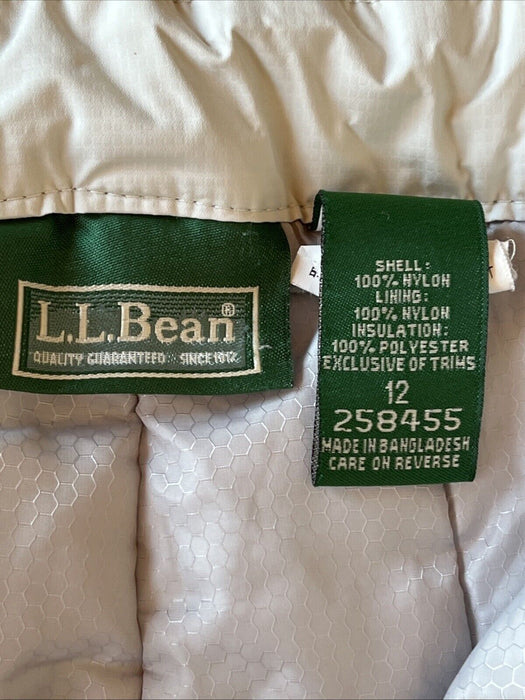 L.L.Bean®
QUALITY GUARANTEED SINCE 1912
SHELL:
100% NYLON
LINING:
100% NYLON
INSULATION:
100% POLYESTER
EXCLUSIVE OF TRIMS
12
258455
MADE IN BANGLADESH
CARE ON REVERSE